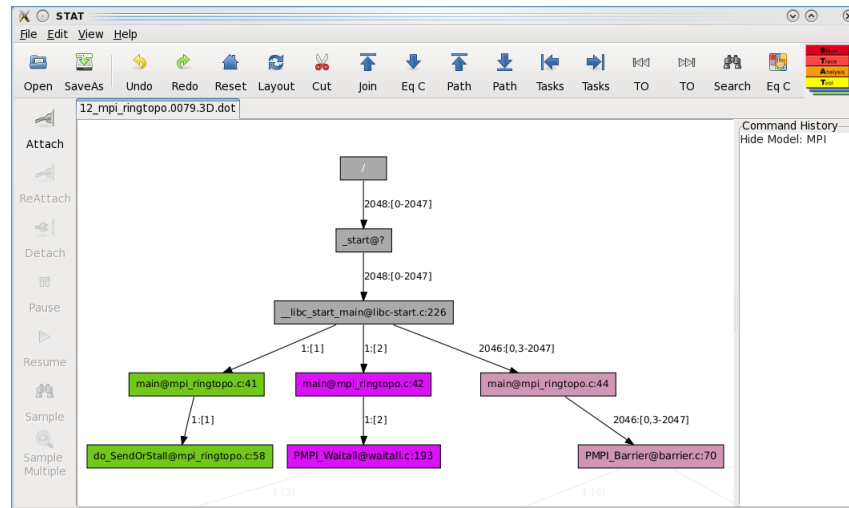 STAT
File Edit View Help
Open SaveAs Undo Redo Reset Layout Cut Join Eq C Path Path Tasks Tasks TO TO Search Eq C
Stack
Trace
Analysis
Tool
12_mpi_ringtopo.0079.3D.dot
Attach
ReAttach
Detach
Pause
Resume
Sample
Sample
Multiple
Command History
Hide Model: MPI
/
2048:[0-2047]
_start@?
2048:[0-2047]
__libc_start_main@libc-start.c:226
1:[1] 1:[2] 2046:[0,3-2047]
main@mpi_ringtopo.c:41 main@mpi_ringtopo.c:42 main@mpi_ringtopo.c:44
1:[1] 1:[2] 2046:[0,3-2047]
do_SendOrStall@mpi_ringtopo.c:58 PMPI_Waitall@waitall.c:193 PMPI_Barrier@barrier.c:70
1:[2] 1:[0]